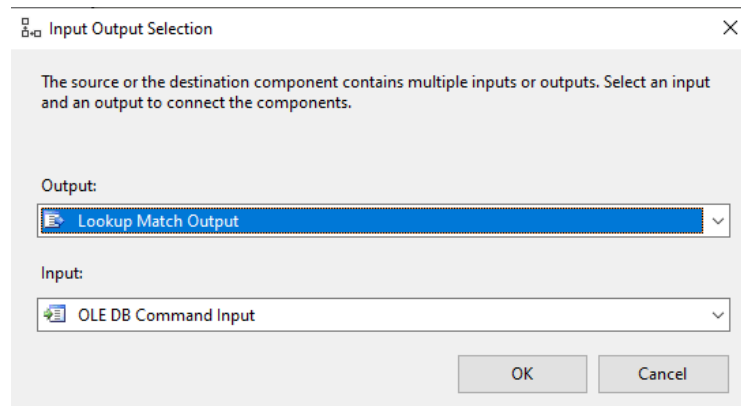 Input Output Selection
The source or the destination component contains multiple inputs or outputs. Select an input
and an output to connect the components.
Output:
Lookup Match Output
Input:
OLE DB Command Input
OK
Cancel